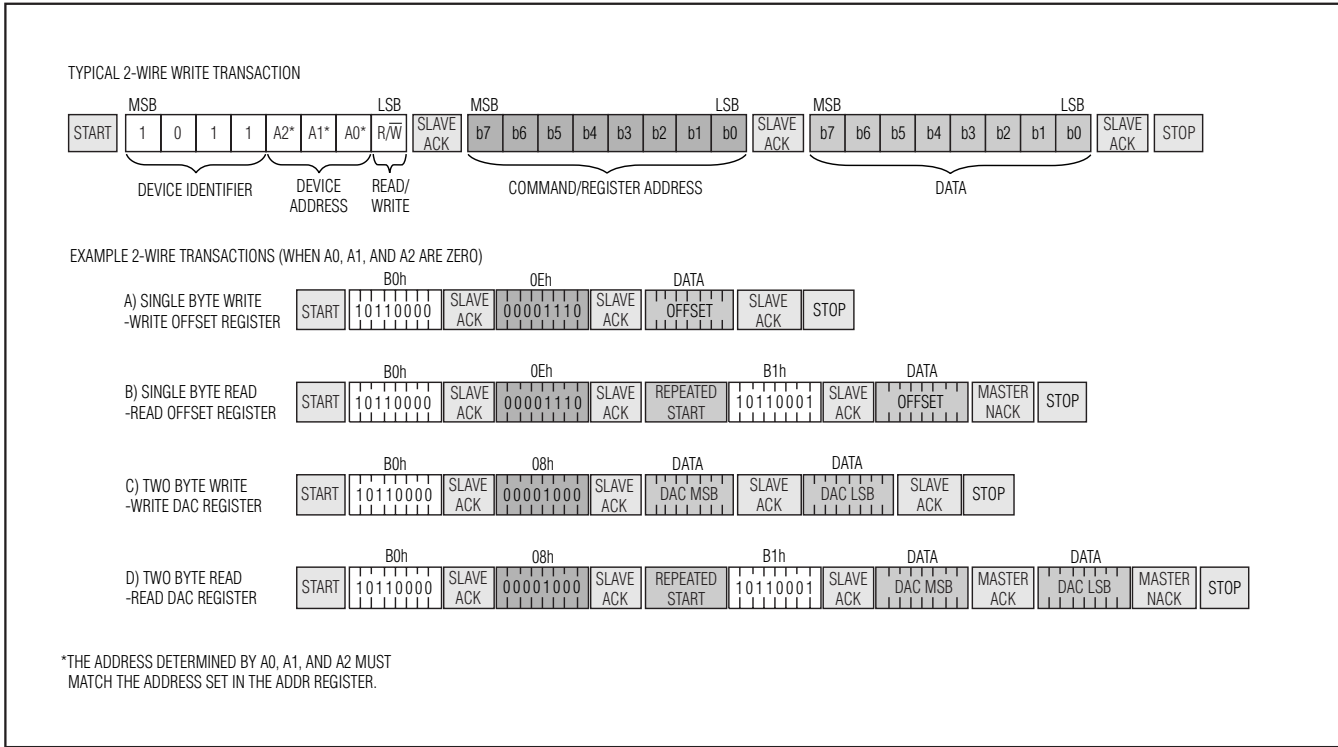 TYPICAL 2-WIRE WRITE TRANSACTION
MSB LSB MSB LSB MSB LSB
START 1 0 1 1 A2* A1* A0* R/W̅ SLAVE ACK b7 b6 b5 b4 b3 b2 b1 b0 SLAVE ACK b7 b6 b5 b4 b3 b2 b1 b0 SLAVE ACK STOP
DEVICE IDENTIFIER DEVICE ADDRESS READ/WRITE COMMAND/REGISTER ADDRESS DATA
EXAMPLE 2-WIRE TRANSACTIONS (WHEN A0, A1, AND A2 ARE ZERO)
B0h 0Eh DATA
A) SINGLE BYTE WRITE
-WRITE OFFSET REGISTER
START 10110000 SLAVE ACK 00001110 SLAVE ACK OFFSET SLAVE ACK STOP
B0h 0Eh B1h DATA
B) SINGLE BYTE READ
-READ OFFSET REGISTER
START 10110000 SLAVE ACK 00001110 SLAVE ACK REPEATED START 10110001 SLAVE ACK OFFSET MASTER NACK STOP
B0h 08h DATA DATA
C) TWO BYTE WRITE
-WRITE DAC REGISTER
START 10110000 SLAVE ACK 00001000 SLAVE ACK DAC MSB SLAVE ACK DAC LSB SLAVE ACK STOP
B0h 08h B1h DATA DATA
D) TWO BYTE READ
-READ DAC REGISTER
START 10110000 SLAVE ACK 00001000 SLAVE ACK REPEATED START 10110001 SLAVE ACK DAC MSB MASTER ACK DAC LSB MASTER NACK STOP
*THE ADDRESS DETERMINED BY A0, A1, AND A2 MUST
MATCH THE ADDRESS SET IN THE ADDR REGISTER.